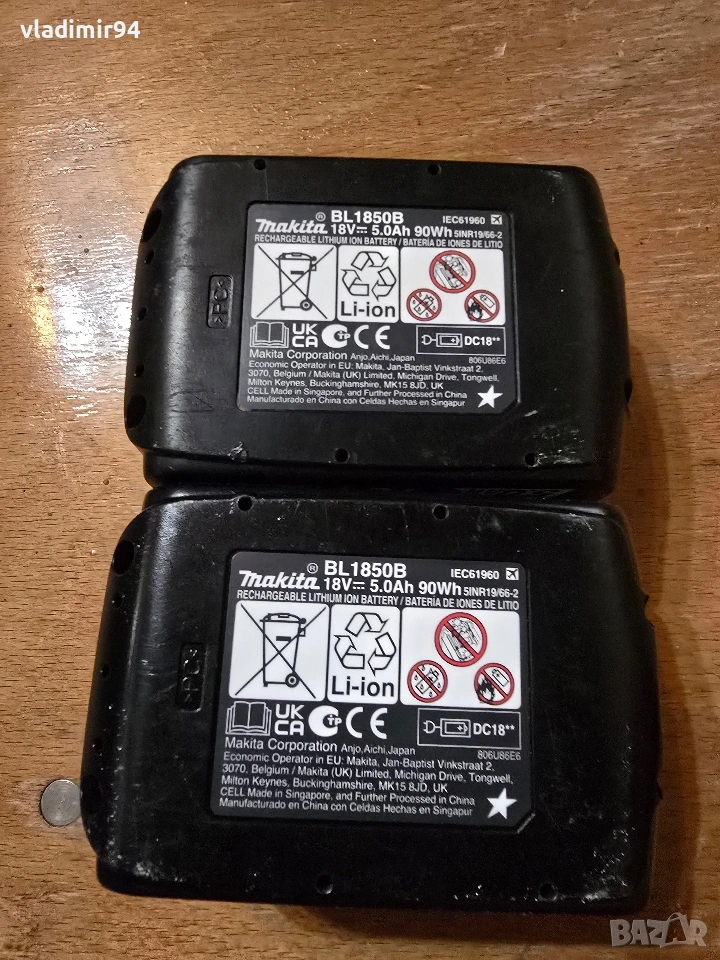 vladimir94
makita® BL1850B IEC61960
18V 5.0Ah 90Wh 5INR19/66-2
RECHARGEABLE LITHIUM ION BATTERY / BATERÍA DE IONES DE LITIO
Li-ion
UK CA TP CE DC18**
Makita Corporation Anjo,Aichi,Japan 806U86E6
Economic Operator in EU: Makita, Jan-Baptist Vinkstraat 2,
3070, Belgium / Makita (UK) Limited, Michigan Drive, Tongwell,
Milton Keynes, Buckinghamshire, MK15 8JD, UK
CELL Made in Singapore, and Further Processed in China
Manufacturado en China con Celdas Hechas en Singapur
makita® BL1850B IEC61960
18V 5.0Ah 90Wh 5INR19/66-2
RECHARGEABLE LITHIUM ION BATTERY / BATERÍA DE IONES DE LITIO
Li-ion
UK CA TP CE DC18**
Makita Corporation Anjo,Aichi,Japan 806U86E6
Economic Operator in EU: Makita, Jan-Baptist Vinkstraat 2,
3070, Belgium / Makita (UK) Limited, Michigan Drive, Tongwell,
Milton Keynes, Buckinghamshire, MK15 8JD, UK
CELL Made in Singapore, and Further Processed in China
Manufacturado en China con Celdas Hechas en Singapur
BAZAR